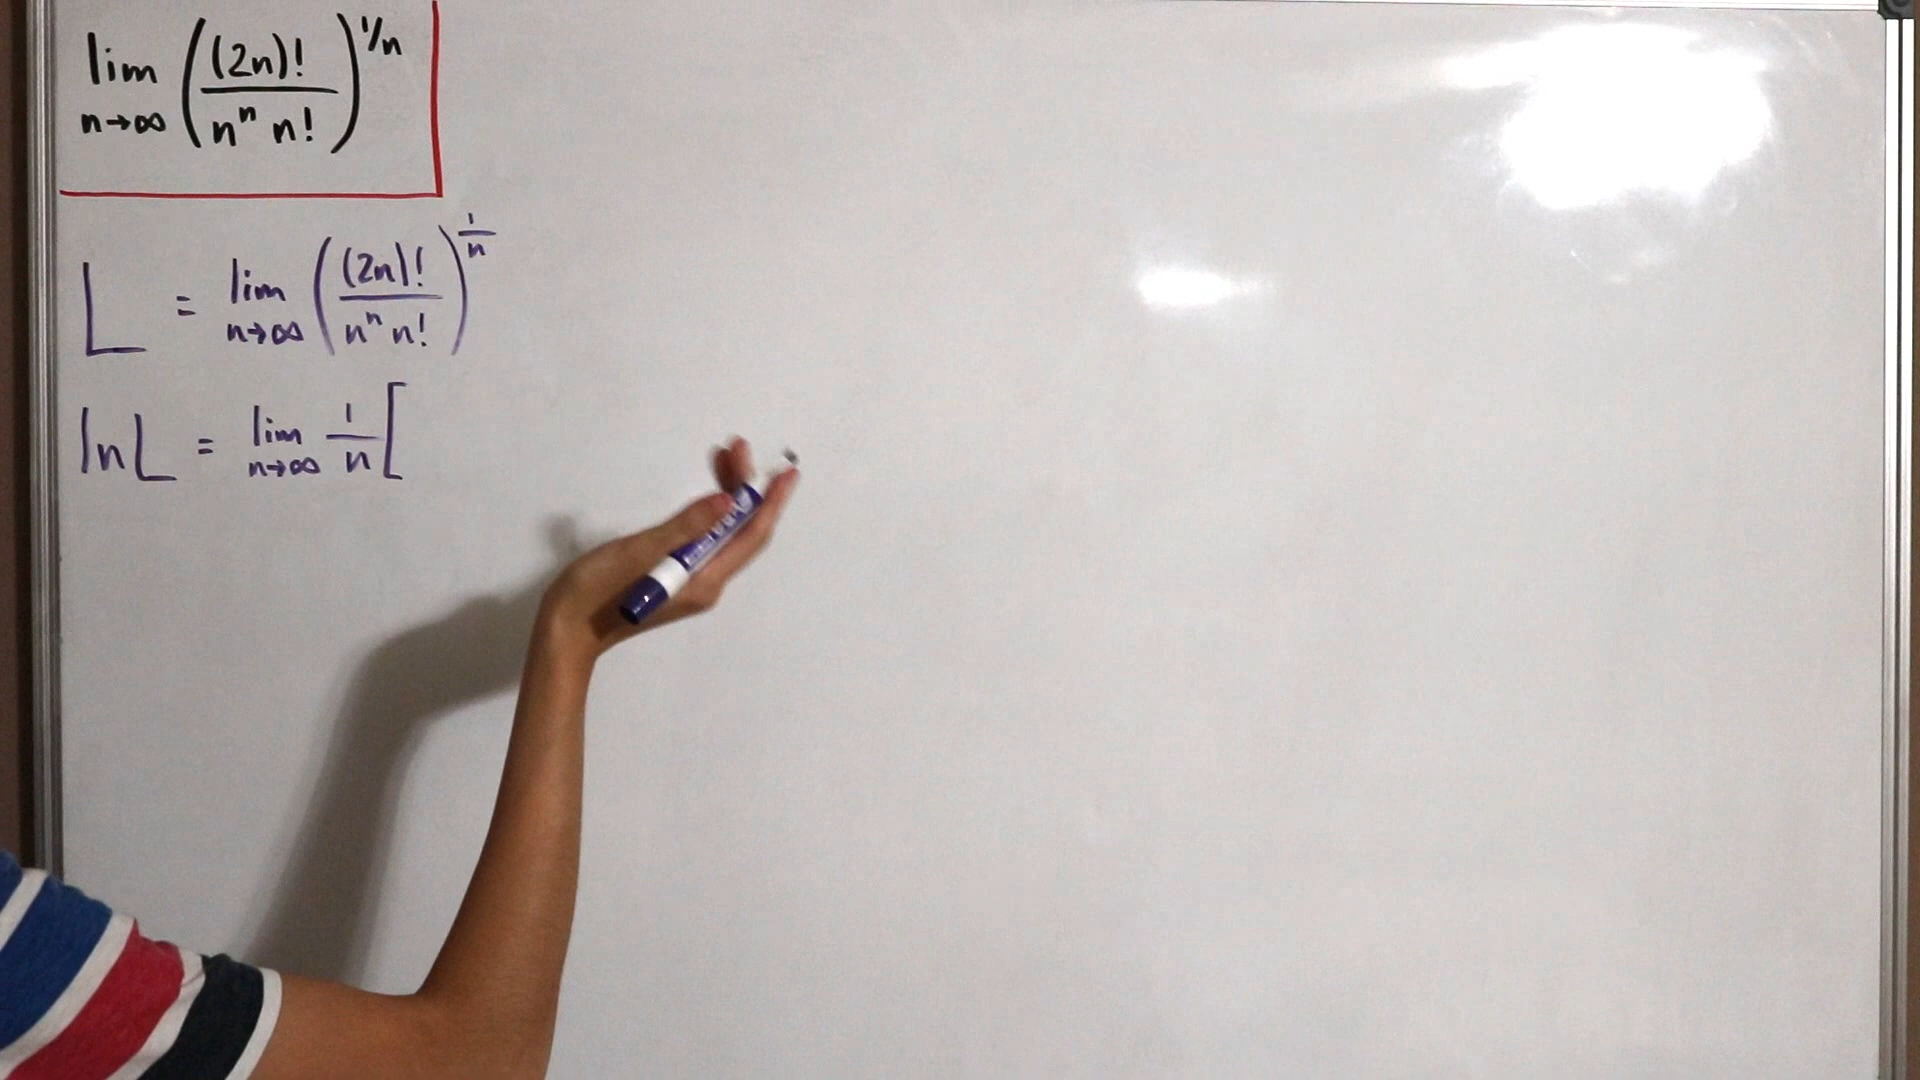 lim n→∞ ((2n)! / nⁿ n!)^1/n
L = lim n→∞ ((2n)! / nⁿ n!)^1/n
ln L = lim n→∞ 1/n [